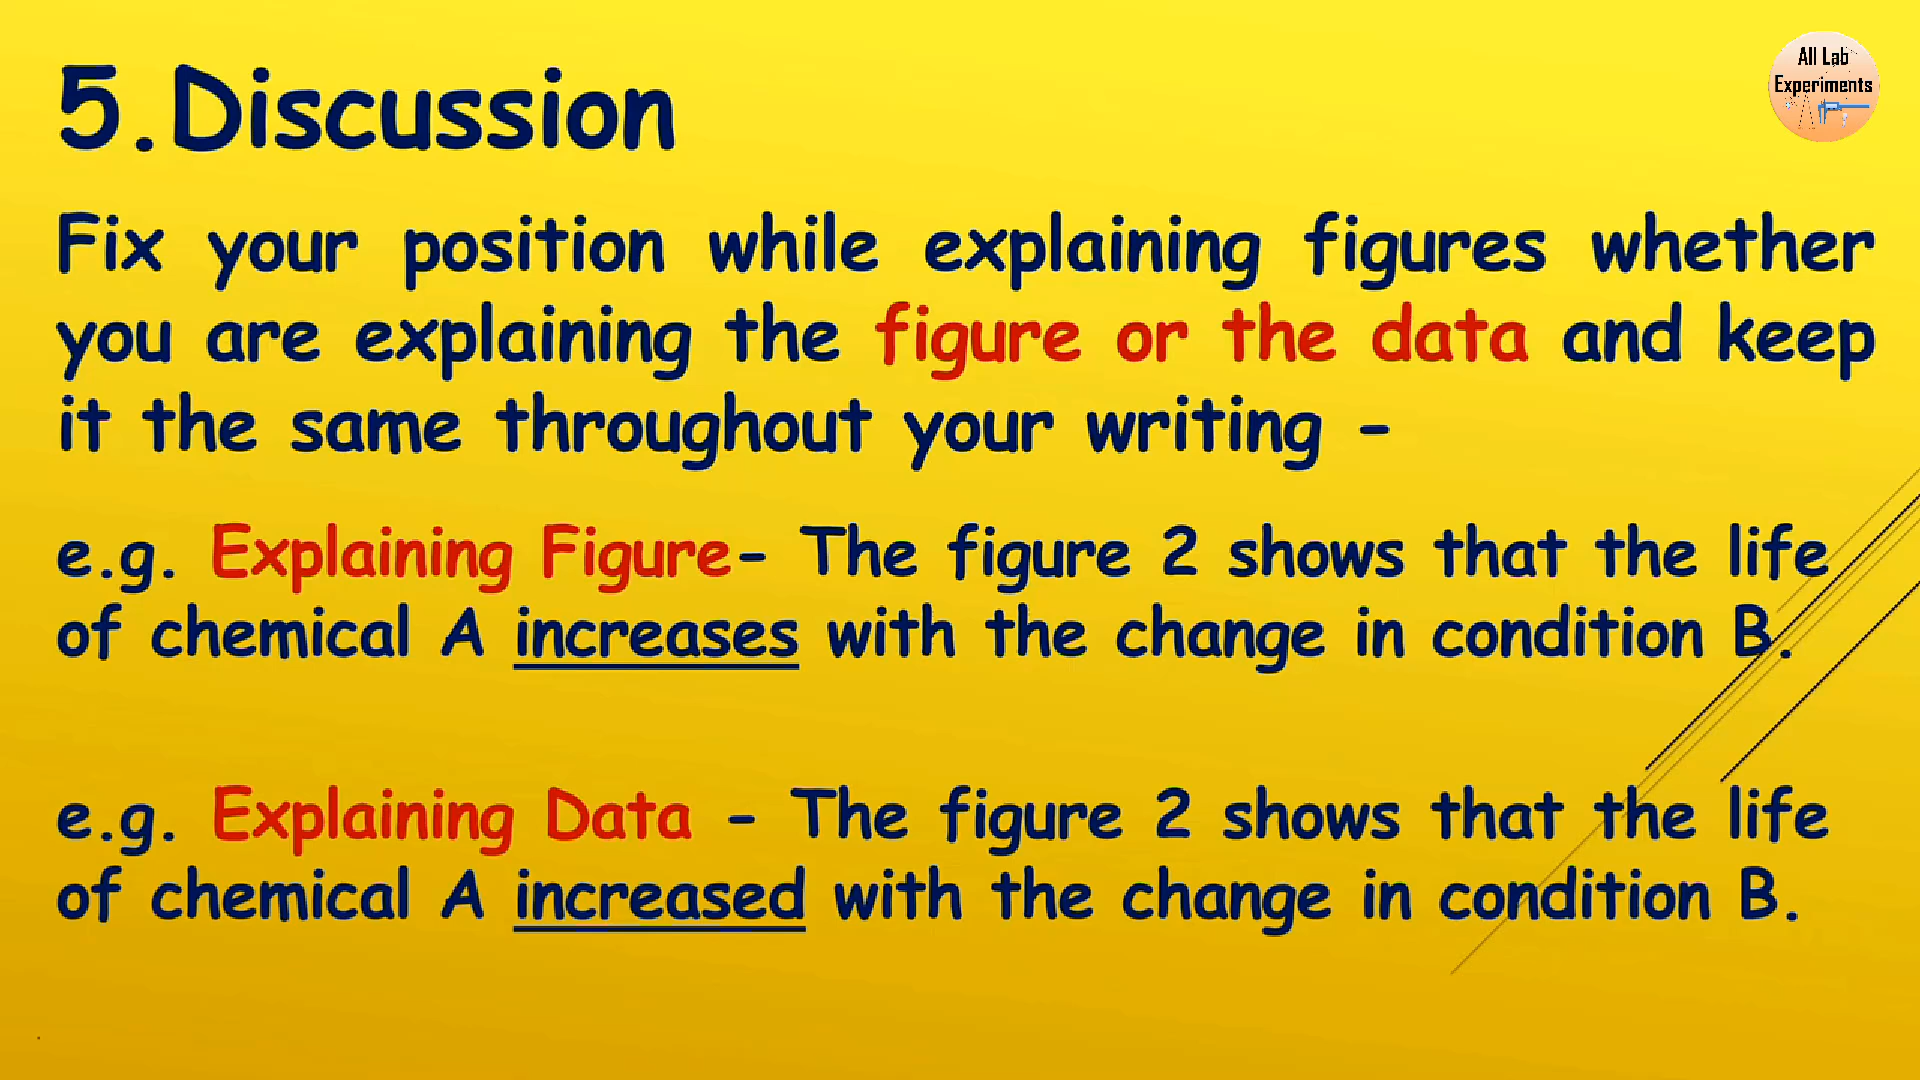 All Lab
Experiments
5.Discussion
Fix your position while explaining figures whether
you are explaining the figure or the data and keep
it the same throughout your writing -
e.g. Explaining Figure- The figure 2 shows that the life
of chemical A increases with the change in condition B.
e.g. Explaining Data - The figure 2 shows that the life
of chemical A increased with the change in condition B.